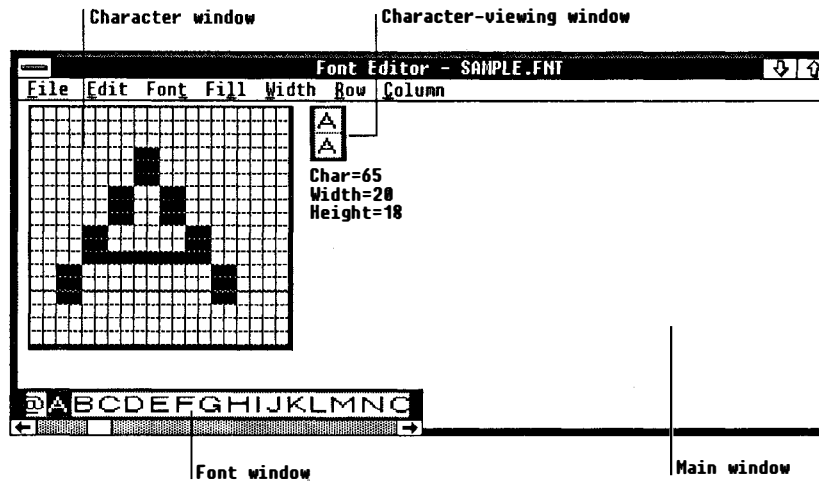 Character window
Character-viewing window
Font Editor - SAMPLE.FNT
File Edit Font Fill Width Row Column
A
A
Char=65
Width=20
Height=18
@ABCDEFGHIJKLMNO
Font window
Main window